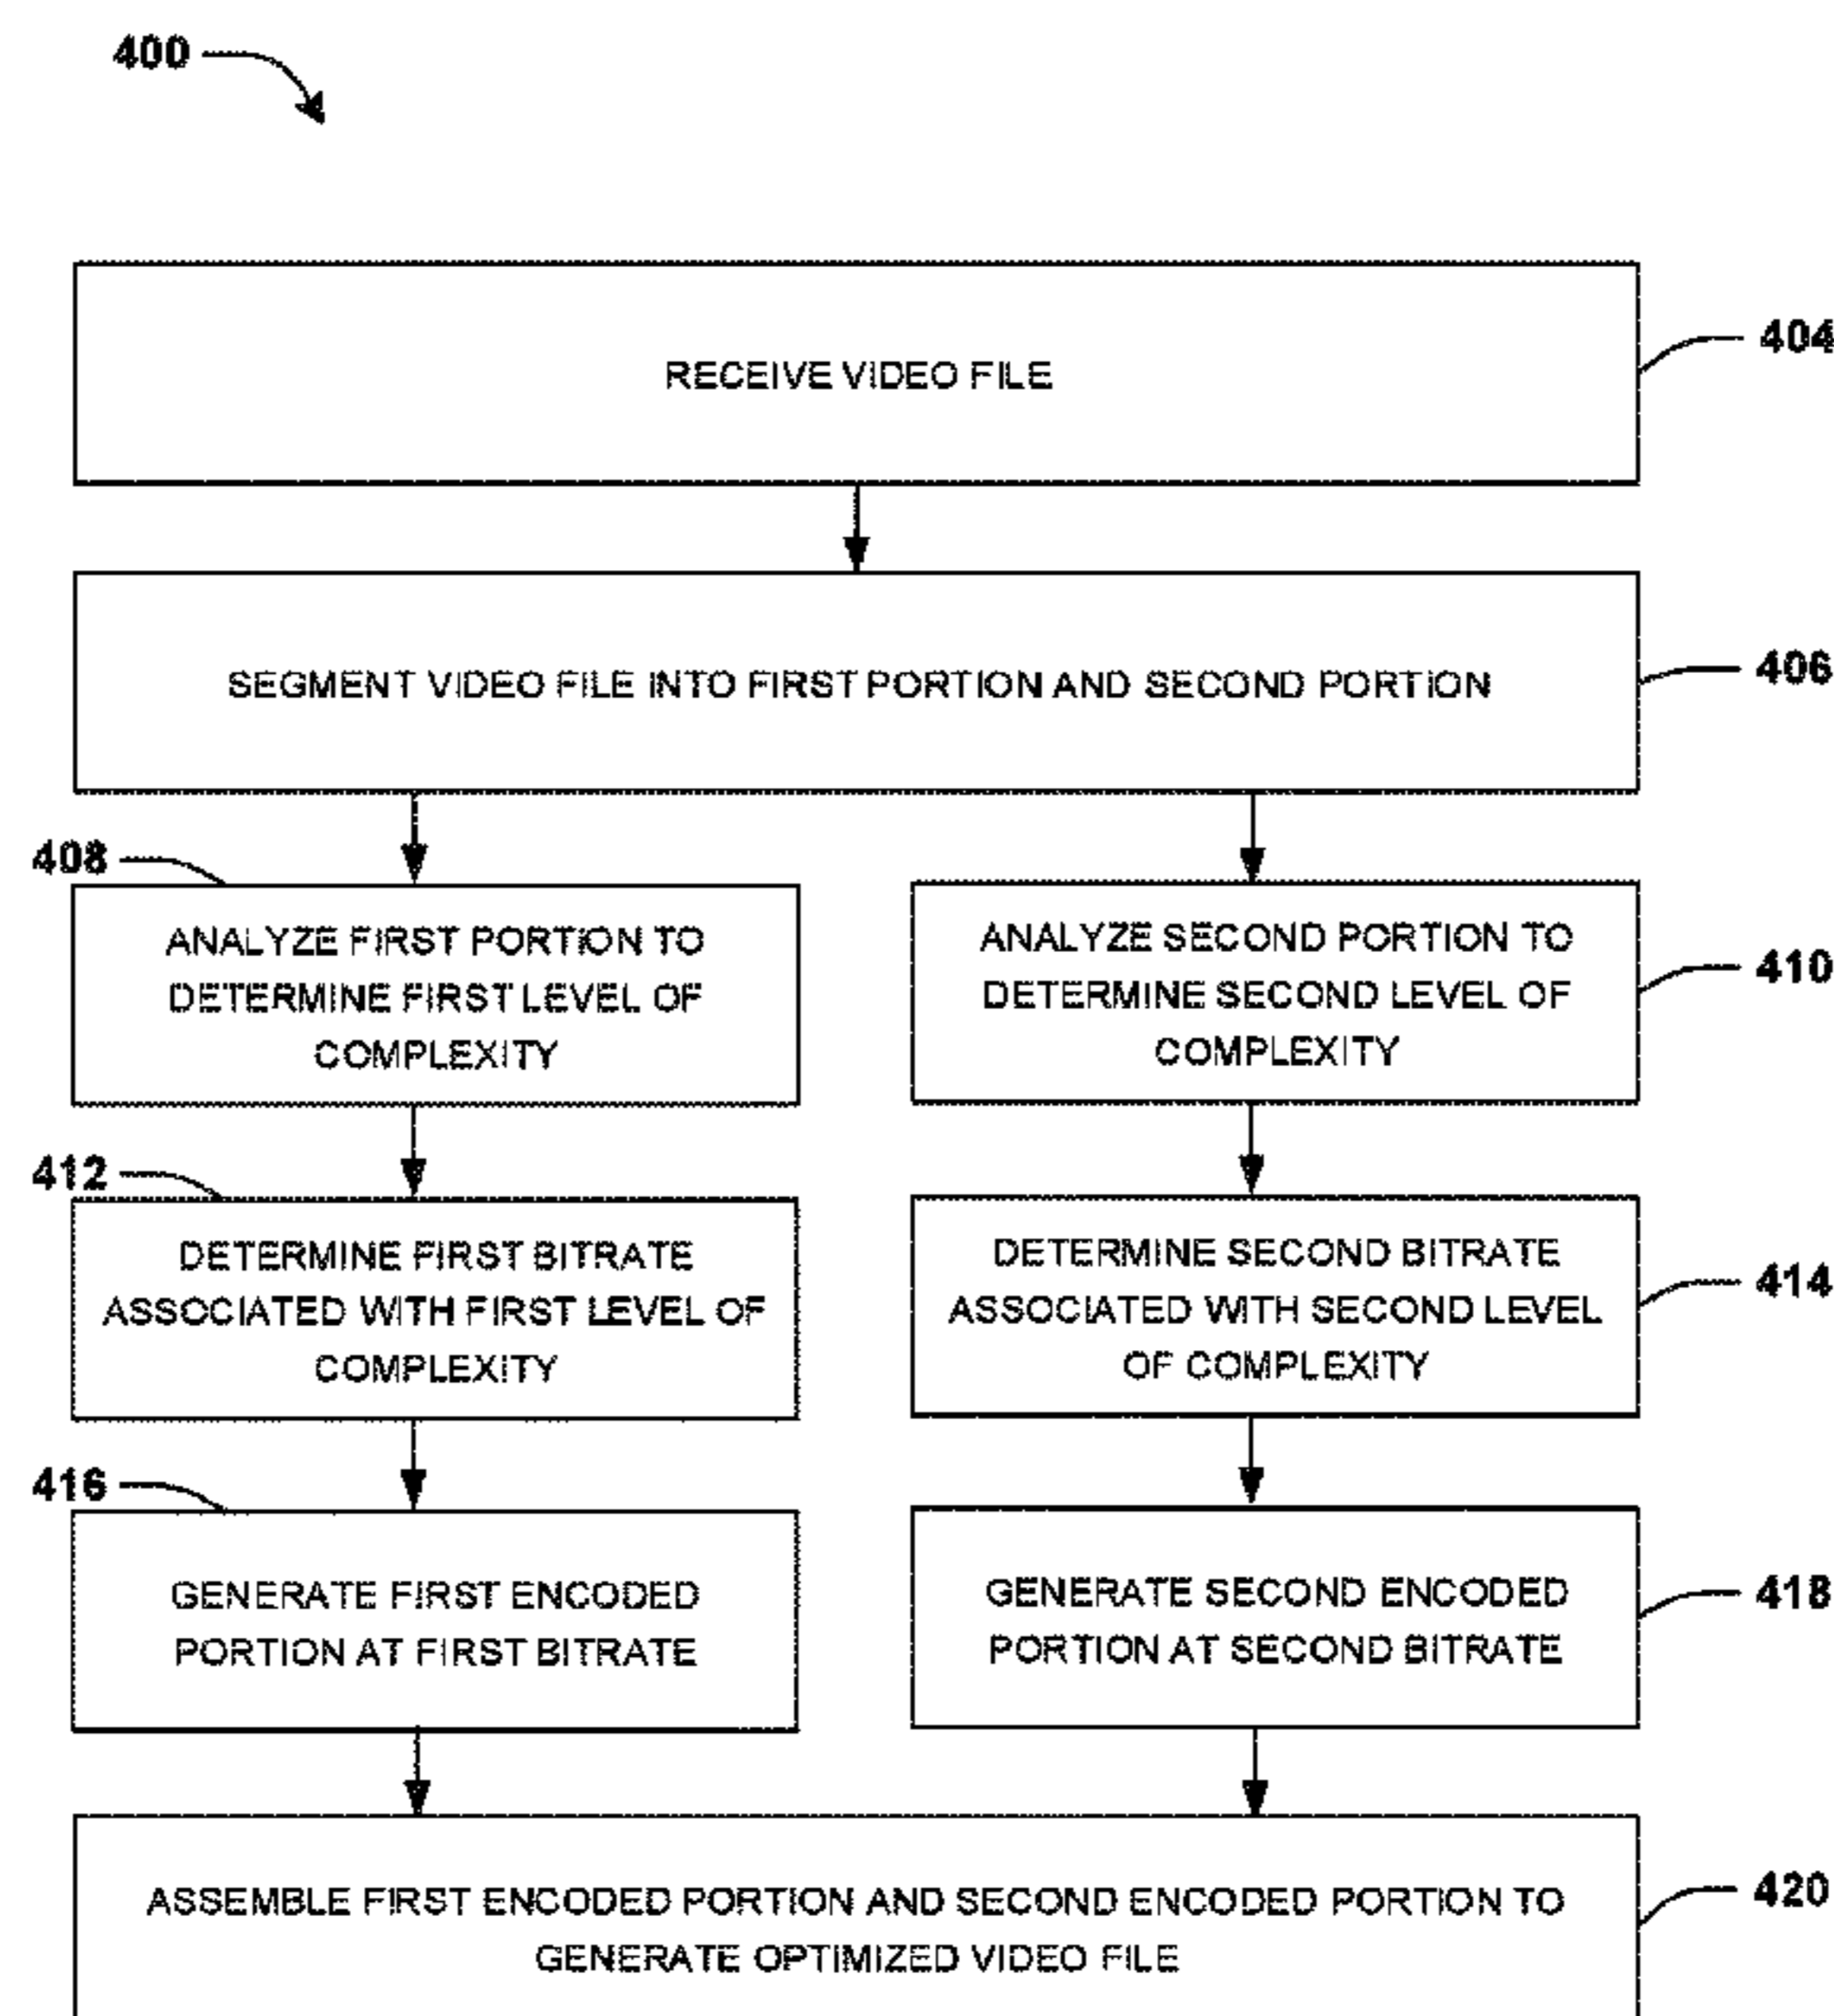 400
RECEIVE VIDEO FILE
404
SEGMENT VIDEO FILE INTO FIRST PORTION AND SECOND PORTION
406
408
ANALYZE FIRST PORTION TO
DETERMINE FIRST LEVEL OF
COMPLEXITY
ANALYZE SECOND PORTION TO
DETERMINE SECOND LEVEL OF
COMPLEXITY
410
412
DETERMINE FIRST BITRATE
ASSOCIATED WITH FIRST LEVEL OF
COMPLEXITY
DETERMINE SECOND BITRATE
ASSOCIATED WITH SECOND LEVEL
OF COMPLEXITY
414
416
GENERATE FIRST ENCODED
PORTION AT FIRST BITRATE
GENERATE SECOND ENCODED
PORTION AT SECOND BITRATE
418
ASSEMBLE FIRST ENCODED PORTION AND SECOND ENCODED PORTION TO
GENERATE OPTIMIZED VIDEO FILE
420